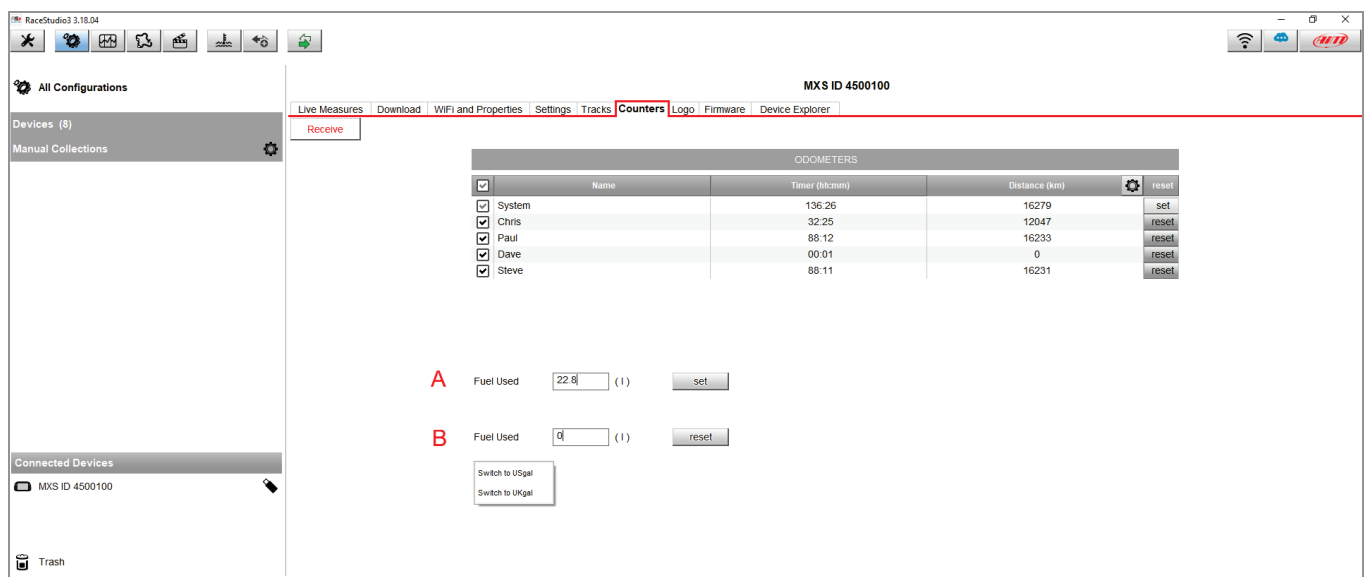 RaceStudio3 3.18.04
AiM
All Configurations
MXS ID 4500100
Live Measures Download WiFi and Properties Settings Tracks Counters Logo Firmware Device Explorer
Devices (8)
Receive
Manual Collections
ODOMETERS
Name Timer (hh:mm) Distance (km) reset
System 136:26 16279 set
Chris 32:25 12047 reset
Paul 88:12 16233 reset
Dave 00:01 0 reset
Steve 88:11 16231 reset
A Fuel Used 22.8 ( l ) set
B Fuel Used 0 ( l ) reset
Connected Devices
Switch to USgal
MXS ID 4500100
Switch to UKgal
Trash